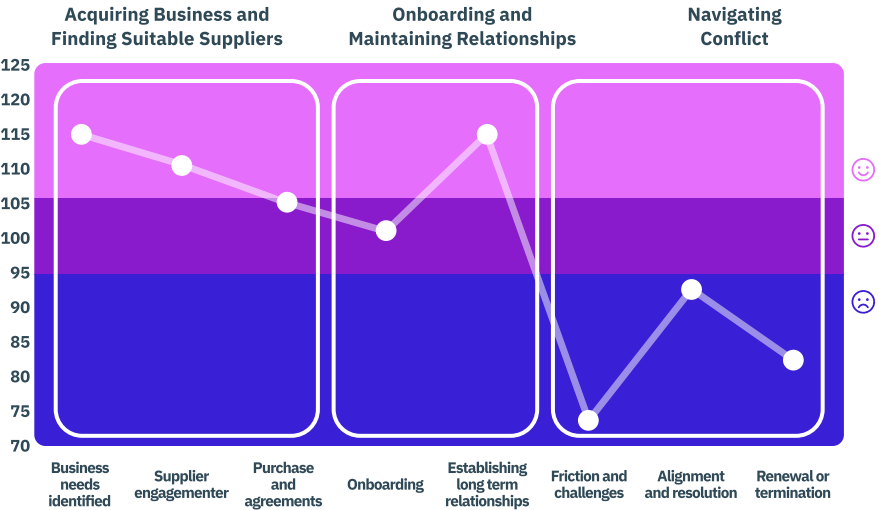 Acquiring Business and
Finding Suitable Suppliers
Onboarding and
Maintaining Relationships
Navigating
Conflict
125
120
115
110
105
100
95
90
85
80
75
70
Business
needs
identified
Supplier
engagementer
Purchase
and
agreements
Onboarding
Establishing
long term
relationships
Friction and
challenges
Alignment
and resolution
Renewal or
termination